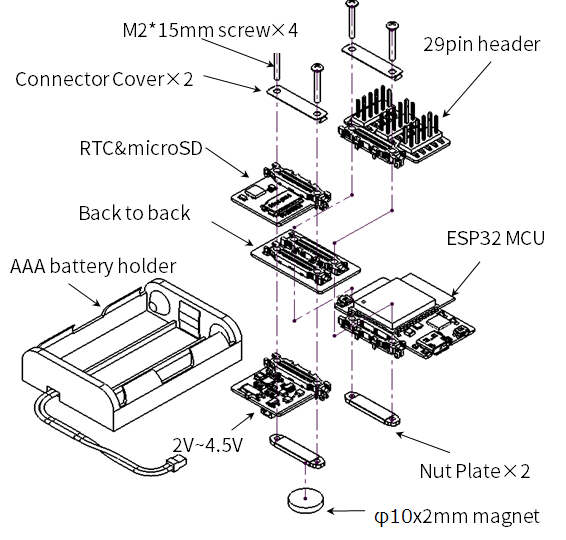 M2*15mm screw×4
29pin header
Connector Cover×2
RTC&microSD
Back to back
ESP32 MCU
AAA battery holder
2V~4.5V
Nut Plate×2
φ10x2mm magnet